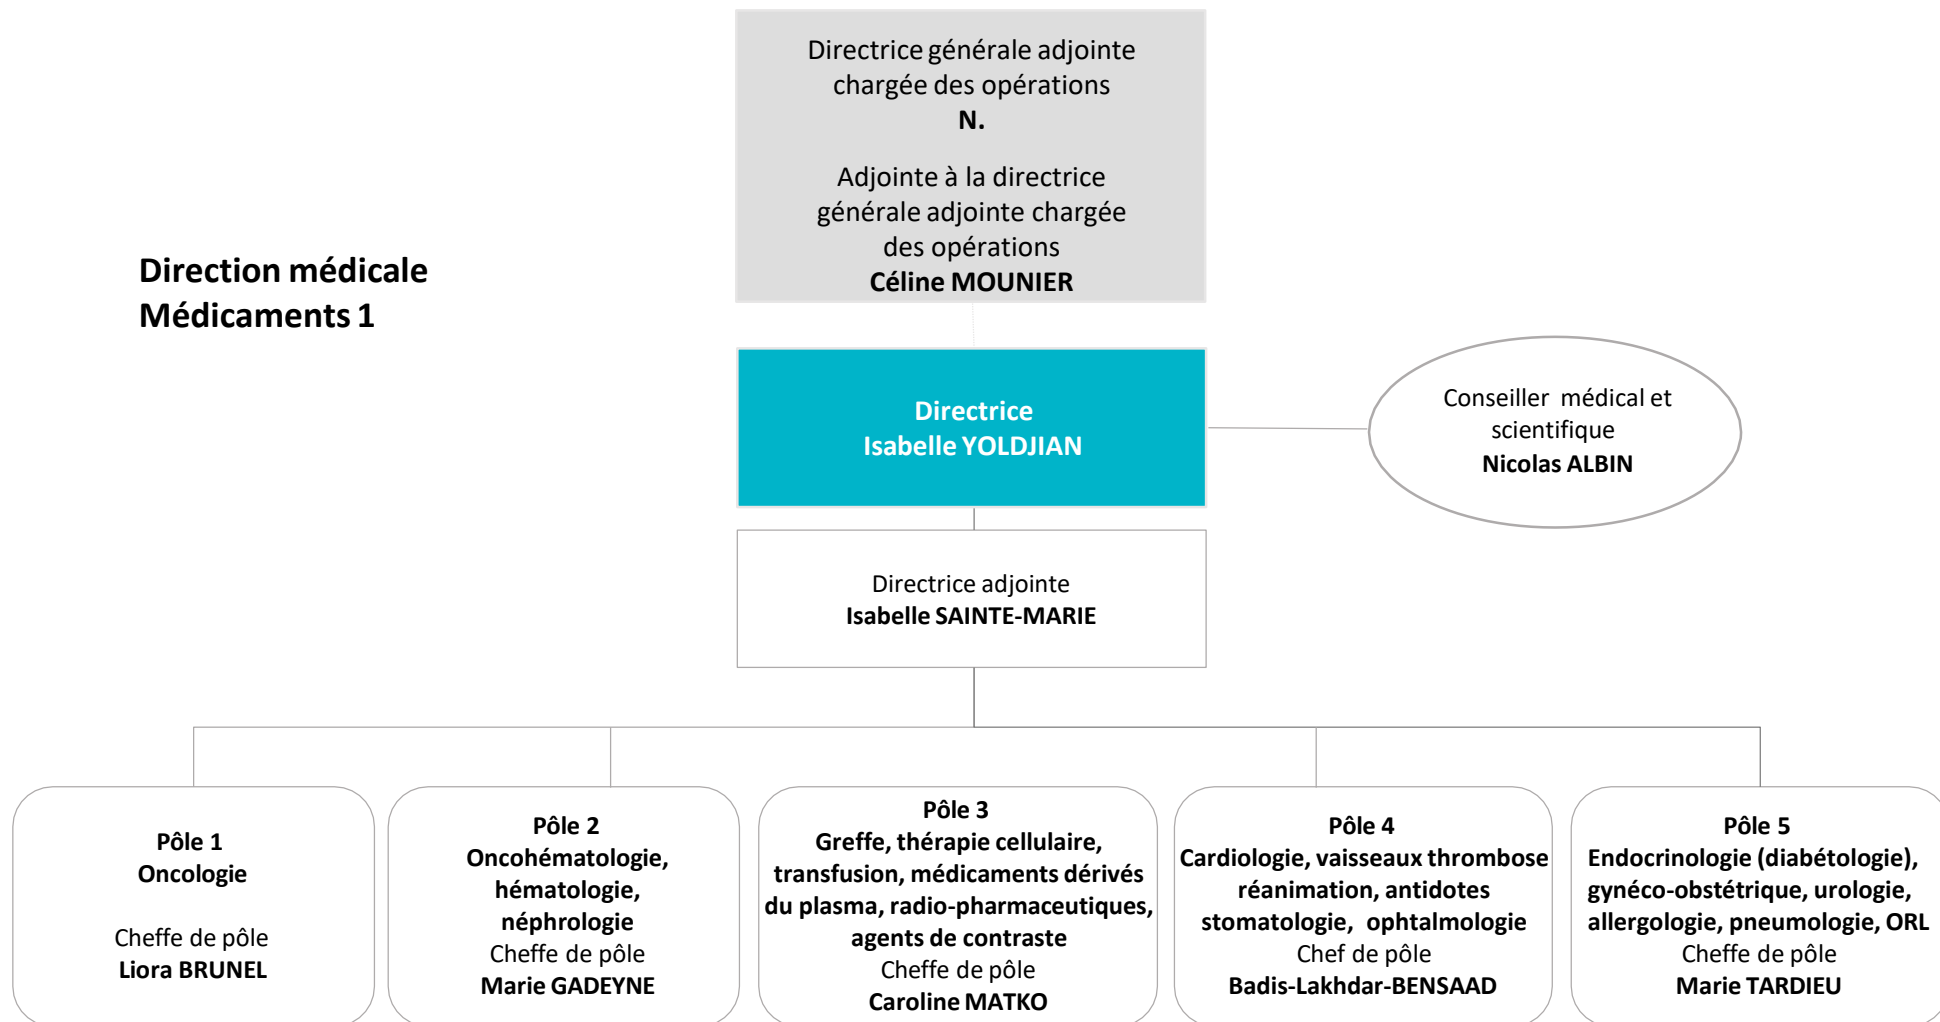 Directrice générale adjointe
chargée des opérations
N.
Adjointe à la directrice
générale adjointe chargée
des opérations
Céline MOUNIER
Direction médicale
Médicaments 1
Directrice
Isabelle YOLDJIAN
Conseiller médical et
scientifique
Nicolas ALBIN
Directrice adjointe
Isabelle SAINTE-MARIE
Pôle 1
Oncologie
Cheffe de pôle
Liora BRUNEL
Pôle 2
Oncohématologie,
hématologie,
néphrologie
Cheffe de pôle
Marie GADEYNE
Pôle 3
Greffe, thérapie cellulaire,
transfusion, médicaments dérivés
du plasma, radio-pharmaceutiques,
agents de contraste
Cheffe de pôle
Caroline MATKO
Pôle 4
Cardiologie, vaisseaux thrombose
réanimation, antidotes
stomatologie, ophtalmologie
Chef de pôle
Badis-Lakhdar-BENSAAD
Pôle 5
Endocrinologie (diabétologie),
gynéco-obstétrique, urologie,
allergologie, pneumologie, ORL
Cheffe de pôle
Marie TARDIEU